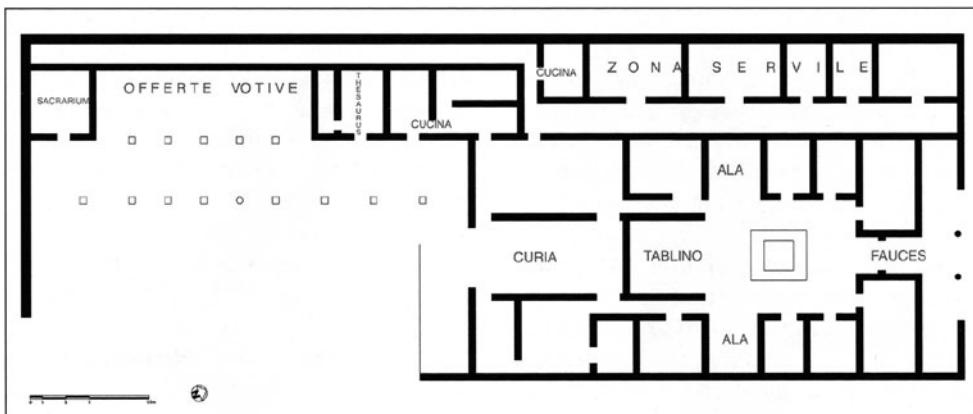 CUCINA
ZONA SERVILE
SACRARIUM
OFFERTE VOTIVE
THESAURUS
CUCINA
ALA
CURIA
TABLINO
FAUCES
ALA